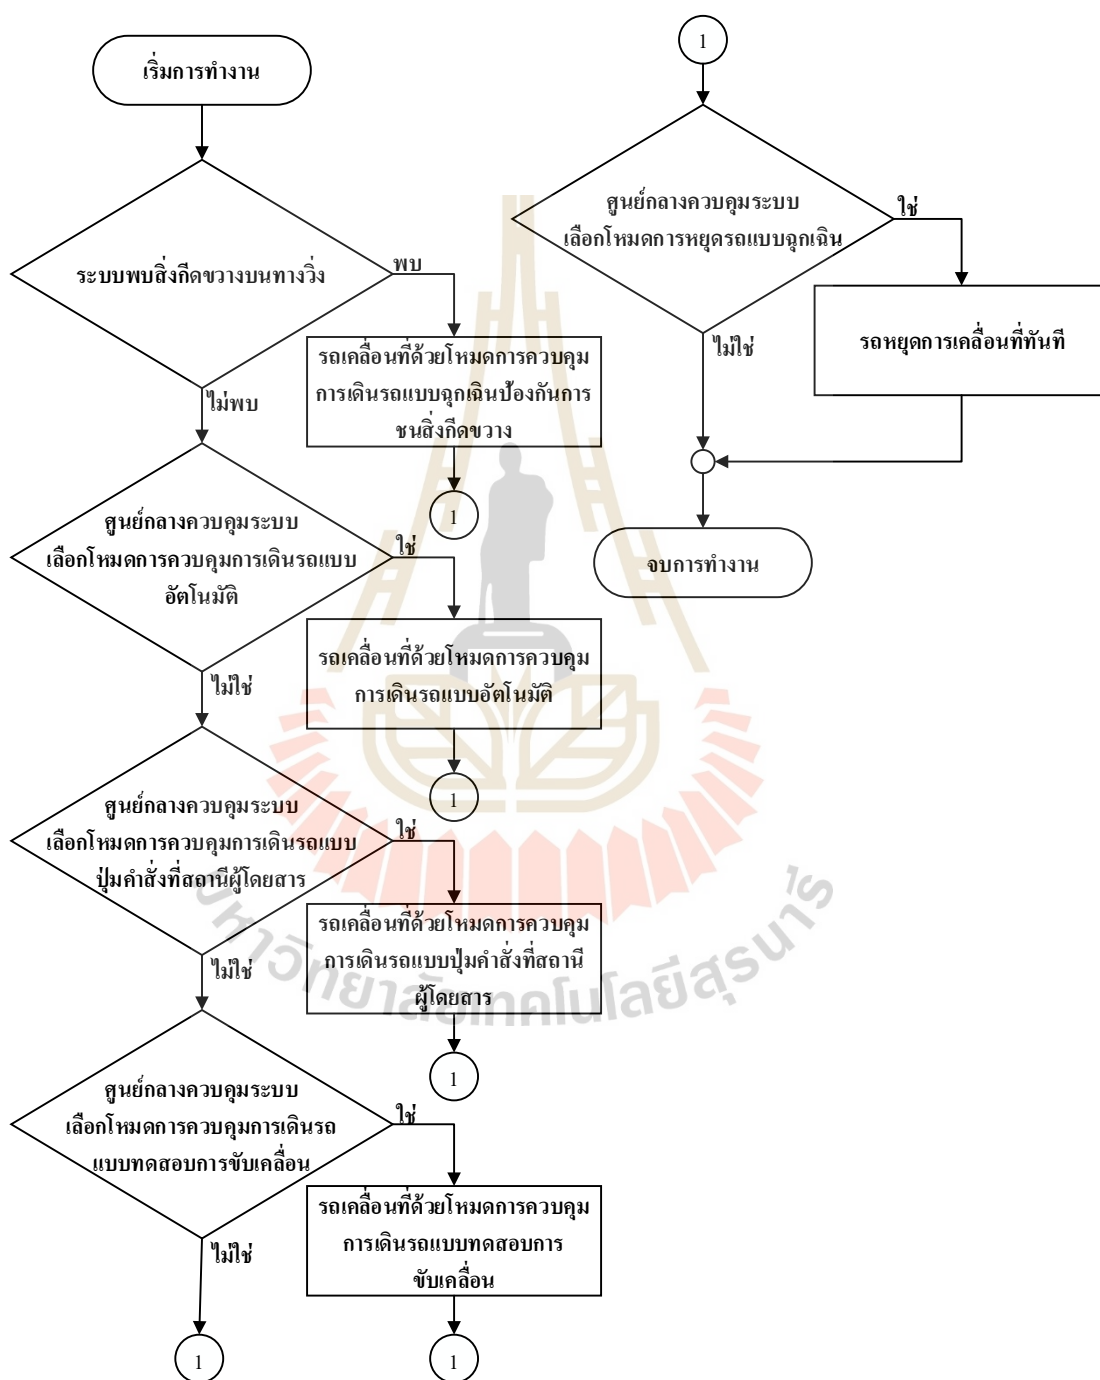 เริ่มการทำงาน
ระบบพบสิ่งกีดขวางบนทางวิ่ง
พบ
รถเคลื่อนที่ด้วยโหมดการควบคุม
การเดินรถแบบฉุกเฉินป้องกันการ
ชนสิ่งกีดขวาง
1
ไม่พบ
ศูนย์กลางควบคุมระบบ
เลือกโหมดการควบคุมการเดินรถแบบ
อัตโนมัติ
ใช่
รถเคลื่อนที่ด้วยโหมดการควบคุม
การเดินรถแบบอัตโนมัติ
1
ไม่ใช่
ศูนย์กลางควบคุมระบบ
เลือกโหมดการควบคุมการเดินรถแบบ
ปุ่มคำสั่งที่สถานีผู้โดยสาร
ใช่
รถเคลื่อนที่ด้วยโหมดการควบคุม
การเดินรถแบบปุ่มคำสั่งที่สถานี
ผู้โดยสาร
1
ไม่ใช่
ศูนย์กลางควบคุมระบบ
เลือกโหมดการควบคุมการเดินรถ
แบบทดสอบการขับเคลื่อน
ใช่
รถเคลื่อนที่ด้วยโหมดการควบคุม
การเดินรถแบบทดสอบการ
ขับเคลื่อน
1
ไม่ใช่
1
1
ศูนย์กลางควบคุมระบบ
เลือกโหมดการหยุดรถแบบฉุกเฉิน
ใช่
รถหยุดการเคลื่อนที่ทันที
ไม่ใช่
จบการทำงาน
มหาวิทยาลัยเทคโนโลยีสุรนารี